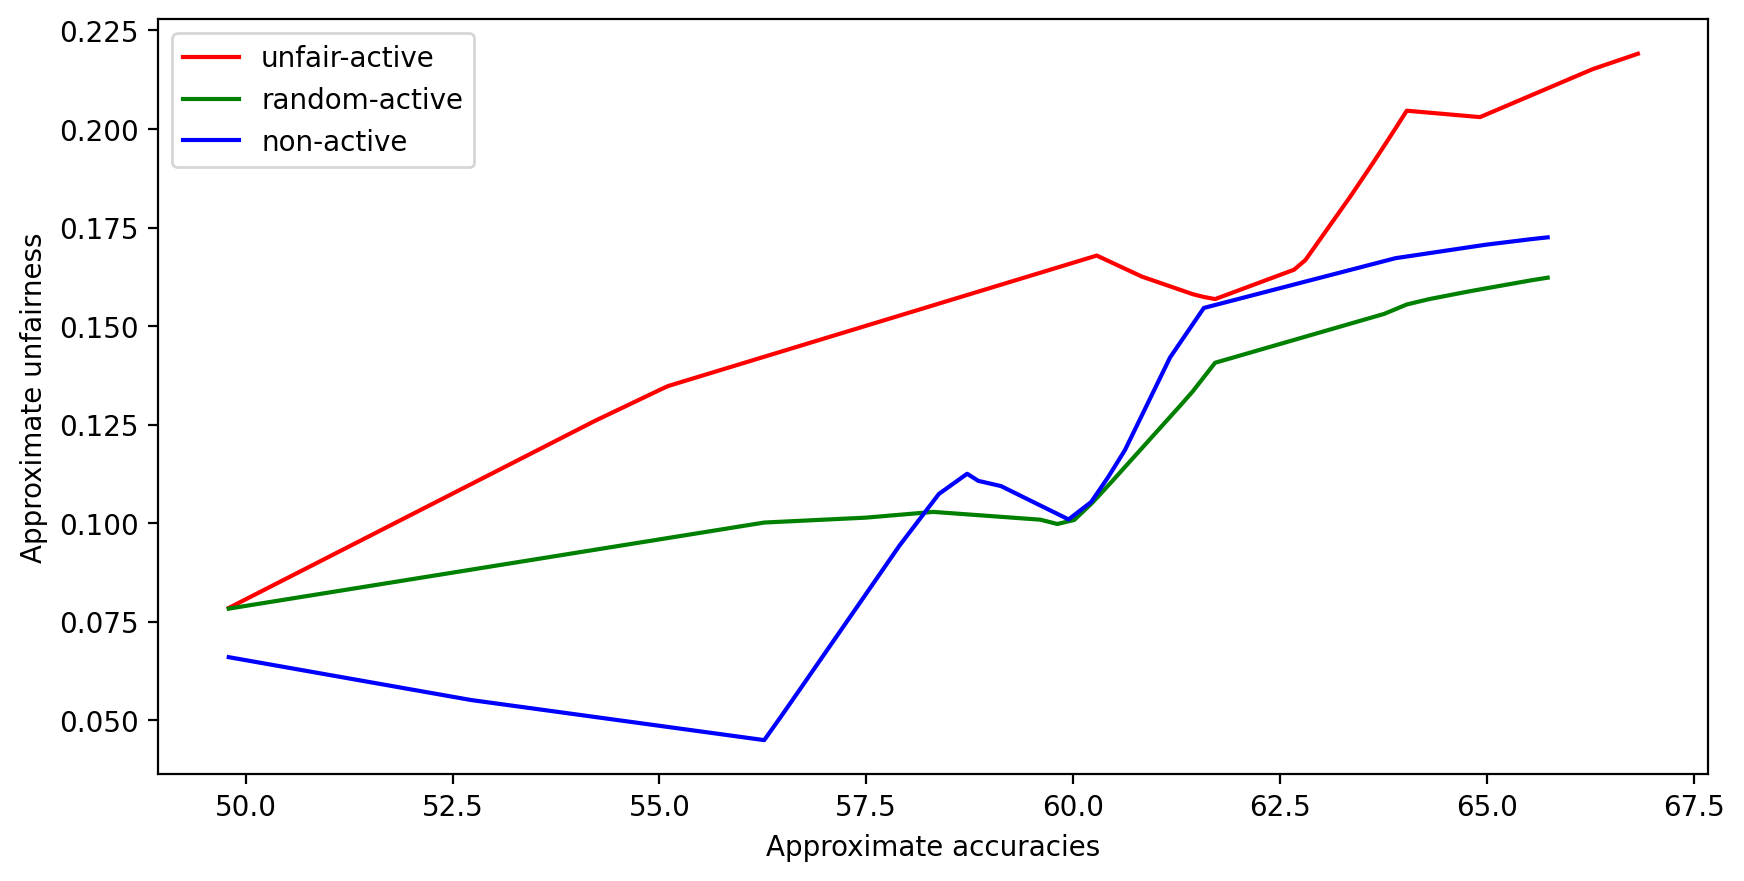 unfair-active
random-active
non-active
Approximate unfairness
0.225
0.200
0.175
0.150
0.125
0.100
0.075
0.050
50.0 52.5 55.0 57.5 60.0 62.5 65.0 67.5
Approximate accuracies